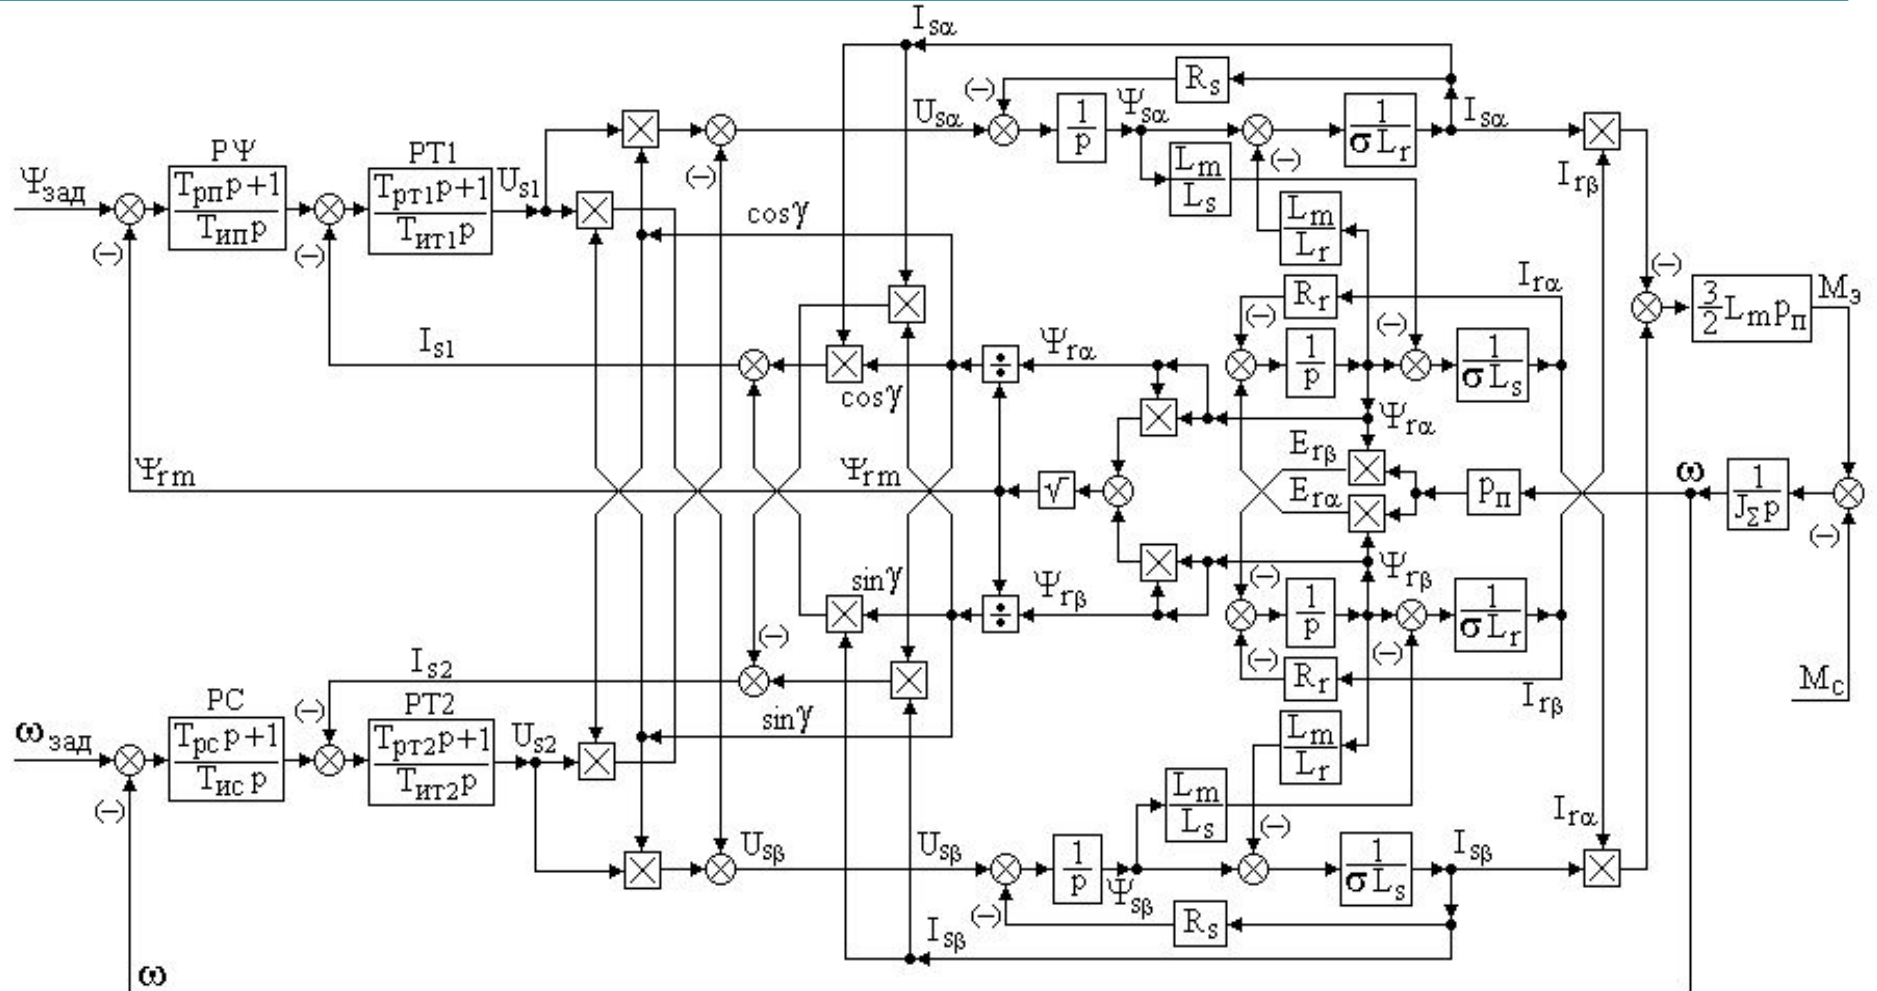 I_sα
R_s
(-)
U_sα
1/p
Ψ_sα
1/σL_r
I_sα
РΨ
РТ1
Ψ_зад
T_рп p+1/T_ип p
T_рт1 p+1/T_ит1 p
U_s1
(-)
L_m/L_s
(-)
I_rβ
cosγ
L_m/L_r
(-)
(-)
I_rα
(-)
R_r
(-)
(-)
3/2 L_m p_п
M_э
I_s1
÷
Ψ_rα
1/p
1/σL_s
cosγ
Ψ_rα
E_rβ
Ψ_rm
Ψ_rm
√
E_rα
p_п
ω
1/J_Σ p
(-)
sinγ
Ψ_rβ
÷
Ψ_rβ
(-)
1/p
1/σL_r
(-)
(-)
(-)
I_s2
R_r
I_rβ
M_c
РС
РТ2
(-)
sinγ
ω_зад
T_рс p+1/T_ис p
T_рт2 p+1/T_ит2 p
U_s2
L_m/L_r
(-)
L_m/L_s
(-)
I_rα
U_sβ
U_sβ
1/p
Ψ_sβ
1/σL_s
I_sβ
(-)
R_s
I_sβ
ω